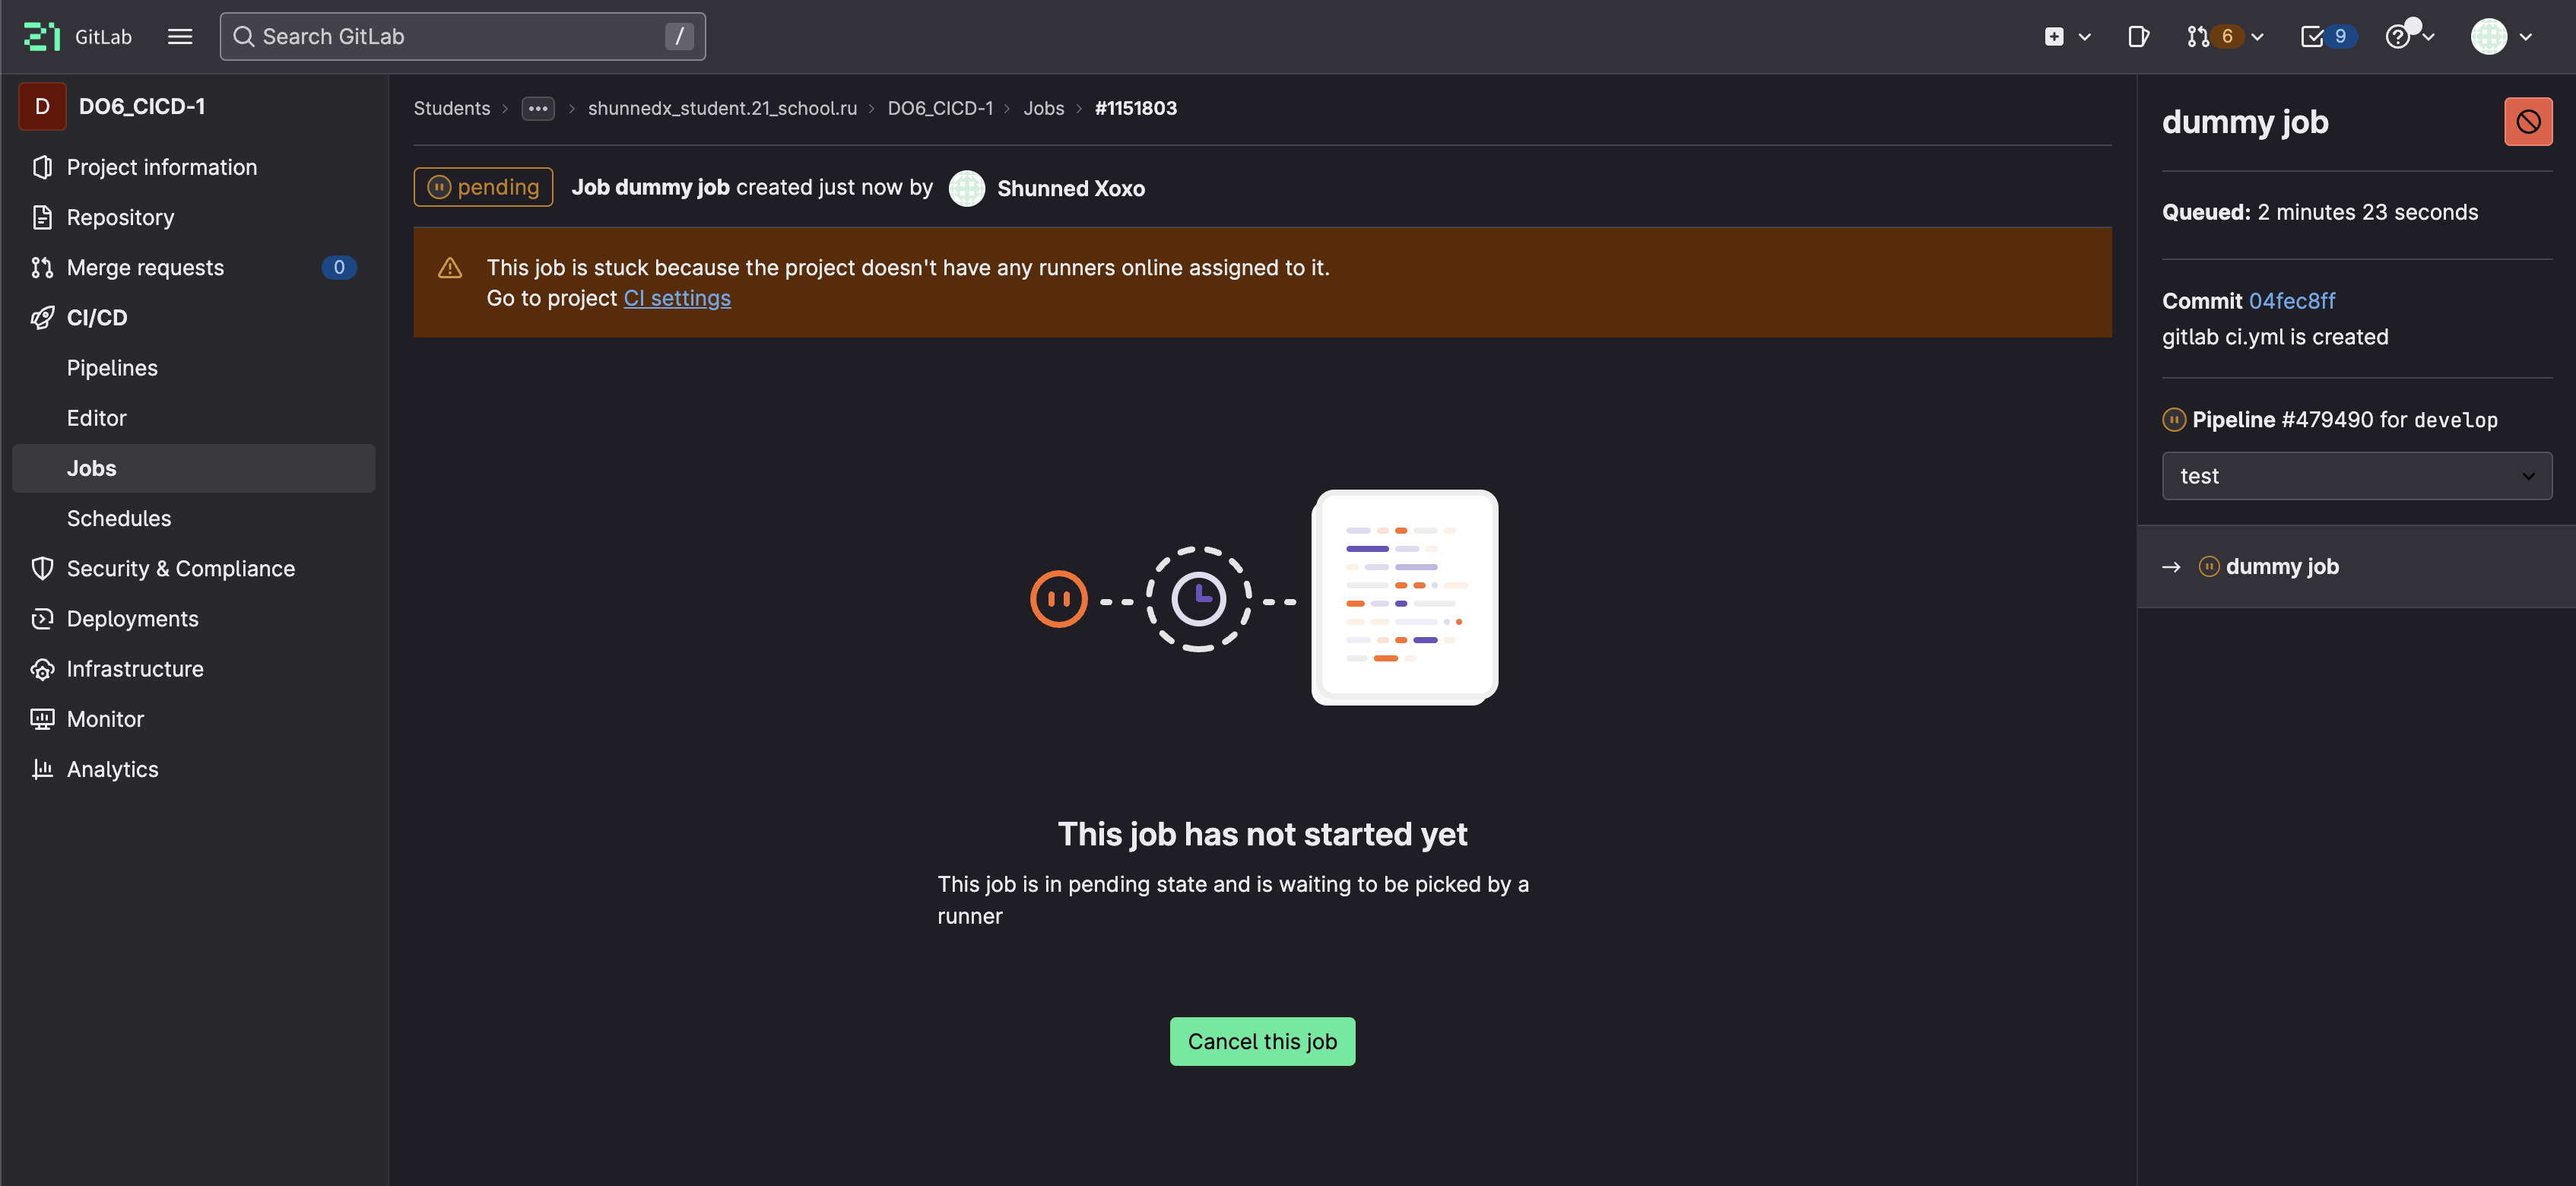 GitLab
Search GitLab
/
6
9
D
DO6_CICD-1
Project information
Repository
Merge requests
0
CI/CD
Pipelines
Editor
Jobs
Schedules
Security & Compliance
Deployments
Infrastructure
Monitor
Analytics
Students > ... > shunnedx_student.21_school.ru > DO6_CICD-1 > Jobs > #1151803
pending
Job dummy job created just now by Shunned Xoxo
This job is stuck because the project doesn't have any runners online assigned to it.
Go to project CI settings
This job has not started yet
This job is in pending state and is waiting to be picked by a
runner
Cancel this job
dummy job
Queued: 2 minutes 23 seconds
Commit 04fec8ff
gitlab ci.yml is created
Pipeline #479490 for develop
test
→ dummy job